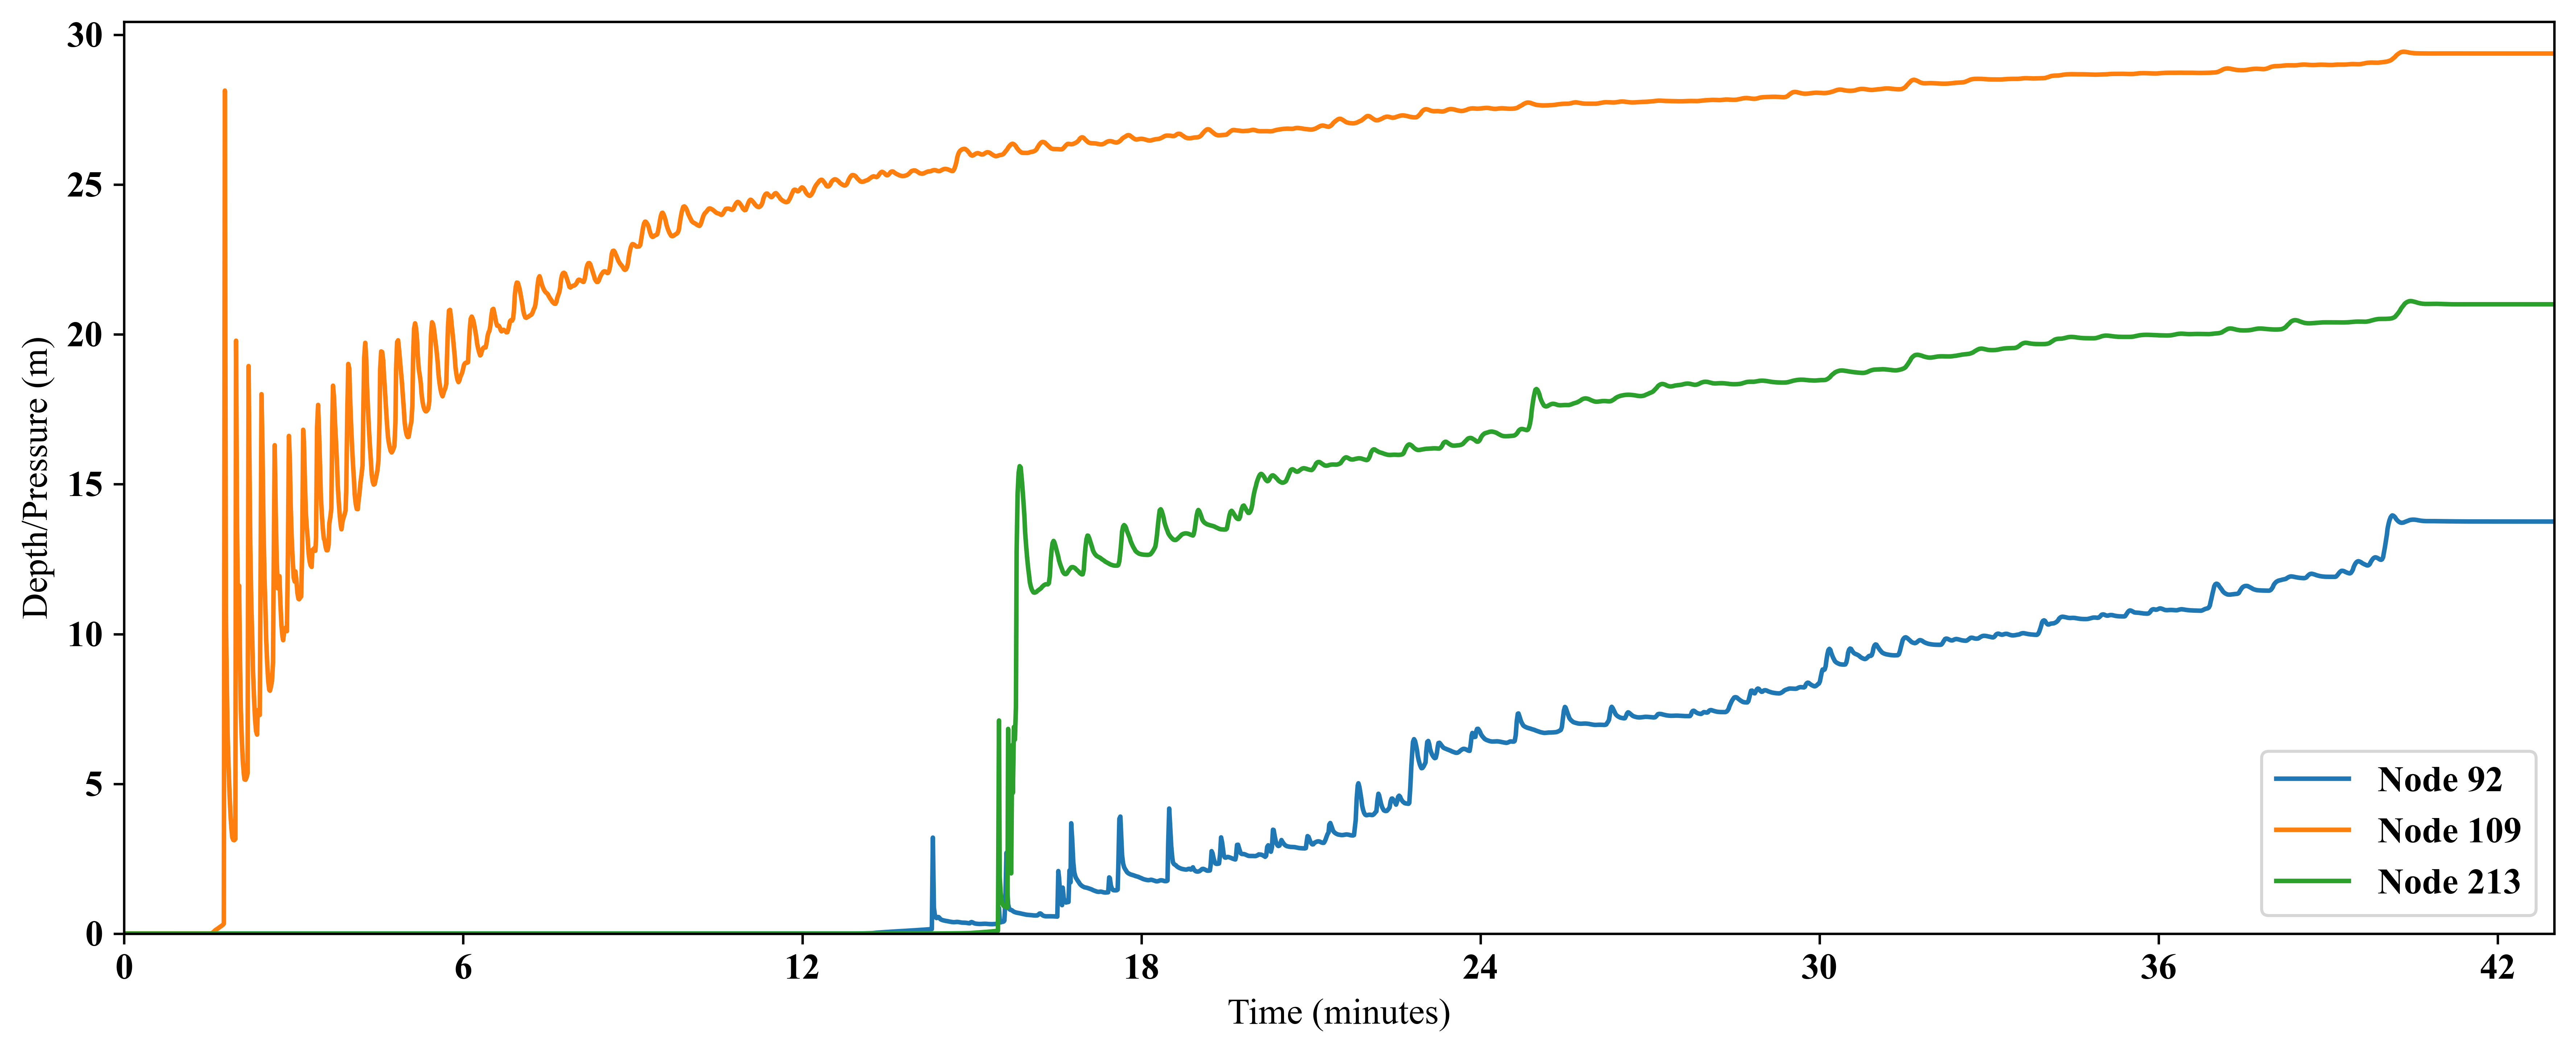 30
25
20
15
10
5
0
Depth/Pressure (m)
0 6 12 18 24 30 36 42
Time (minutes)
Node 92
Node 109
Node 213